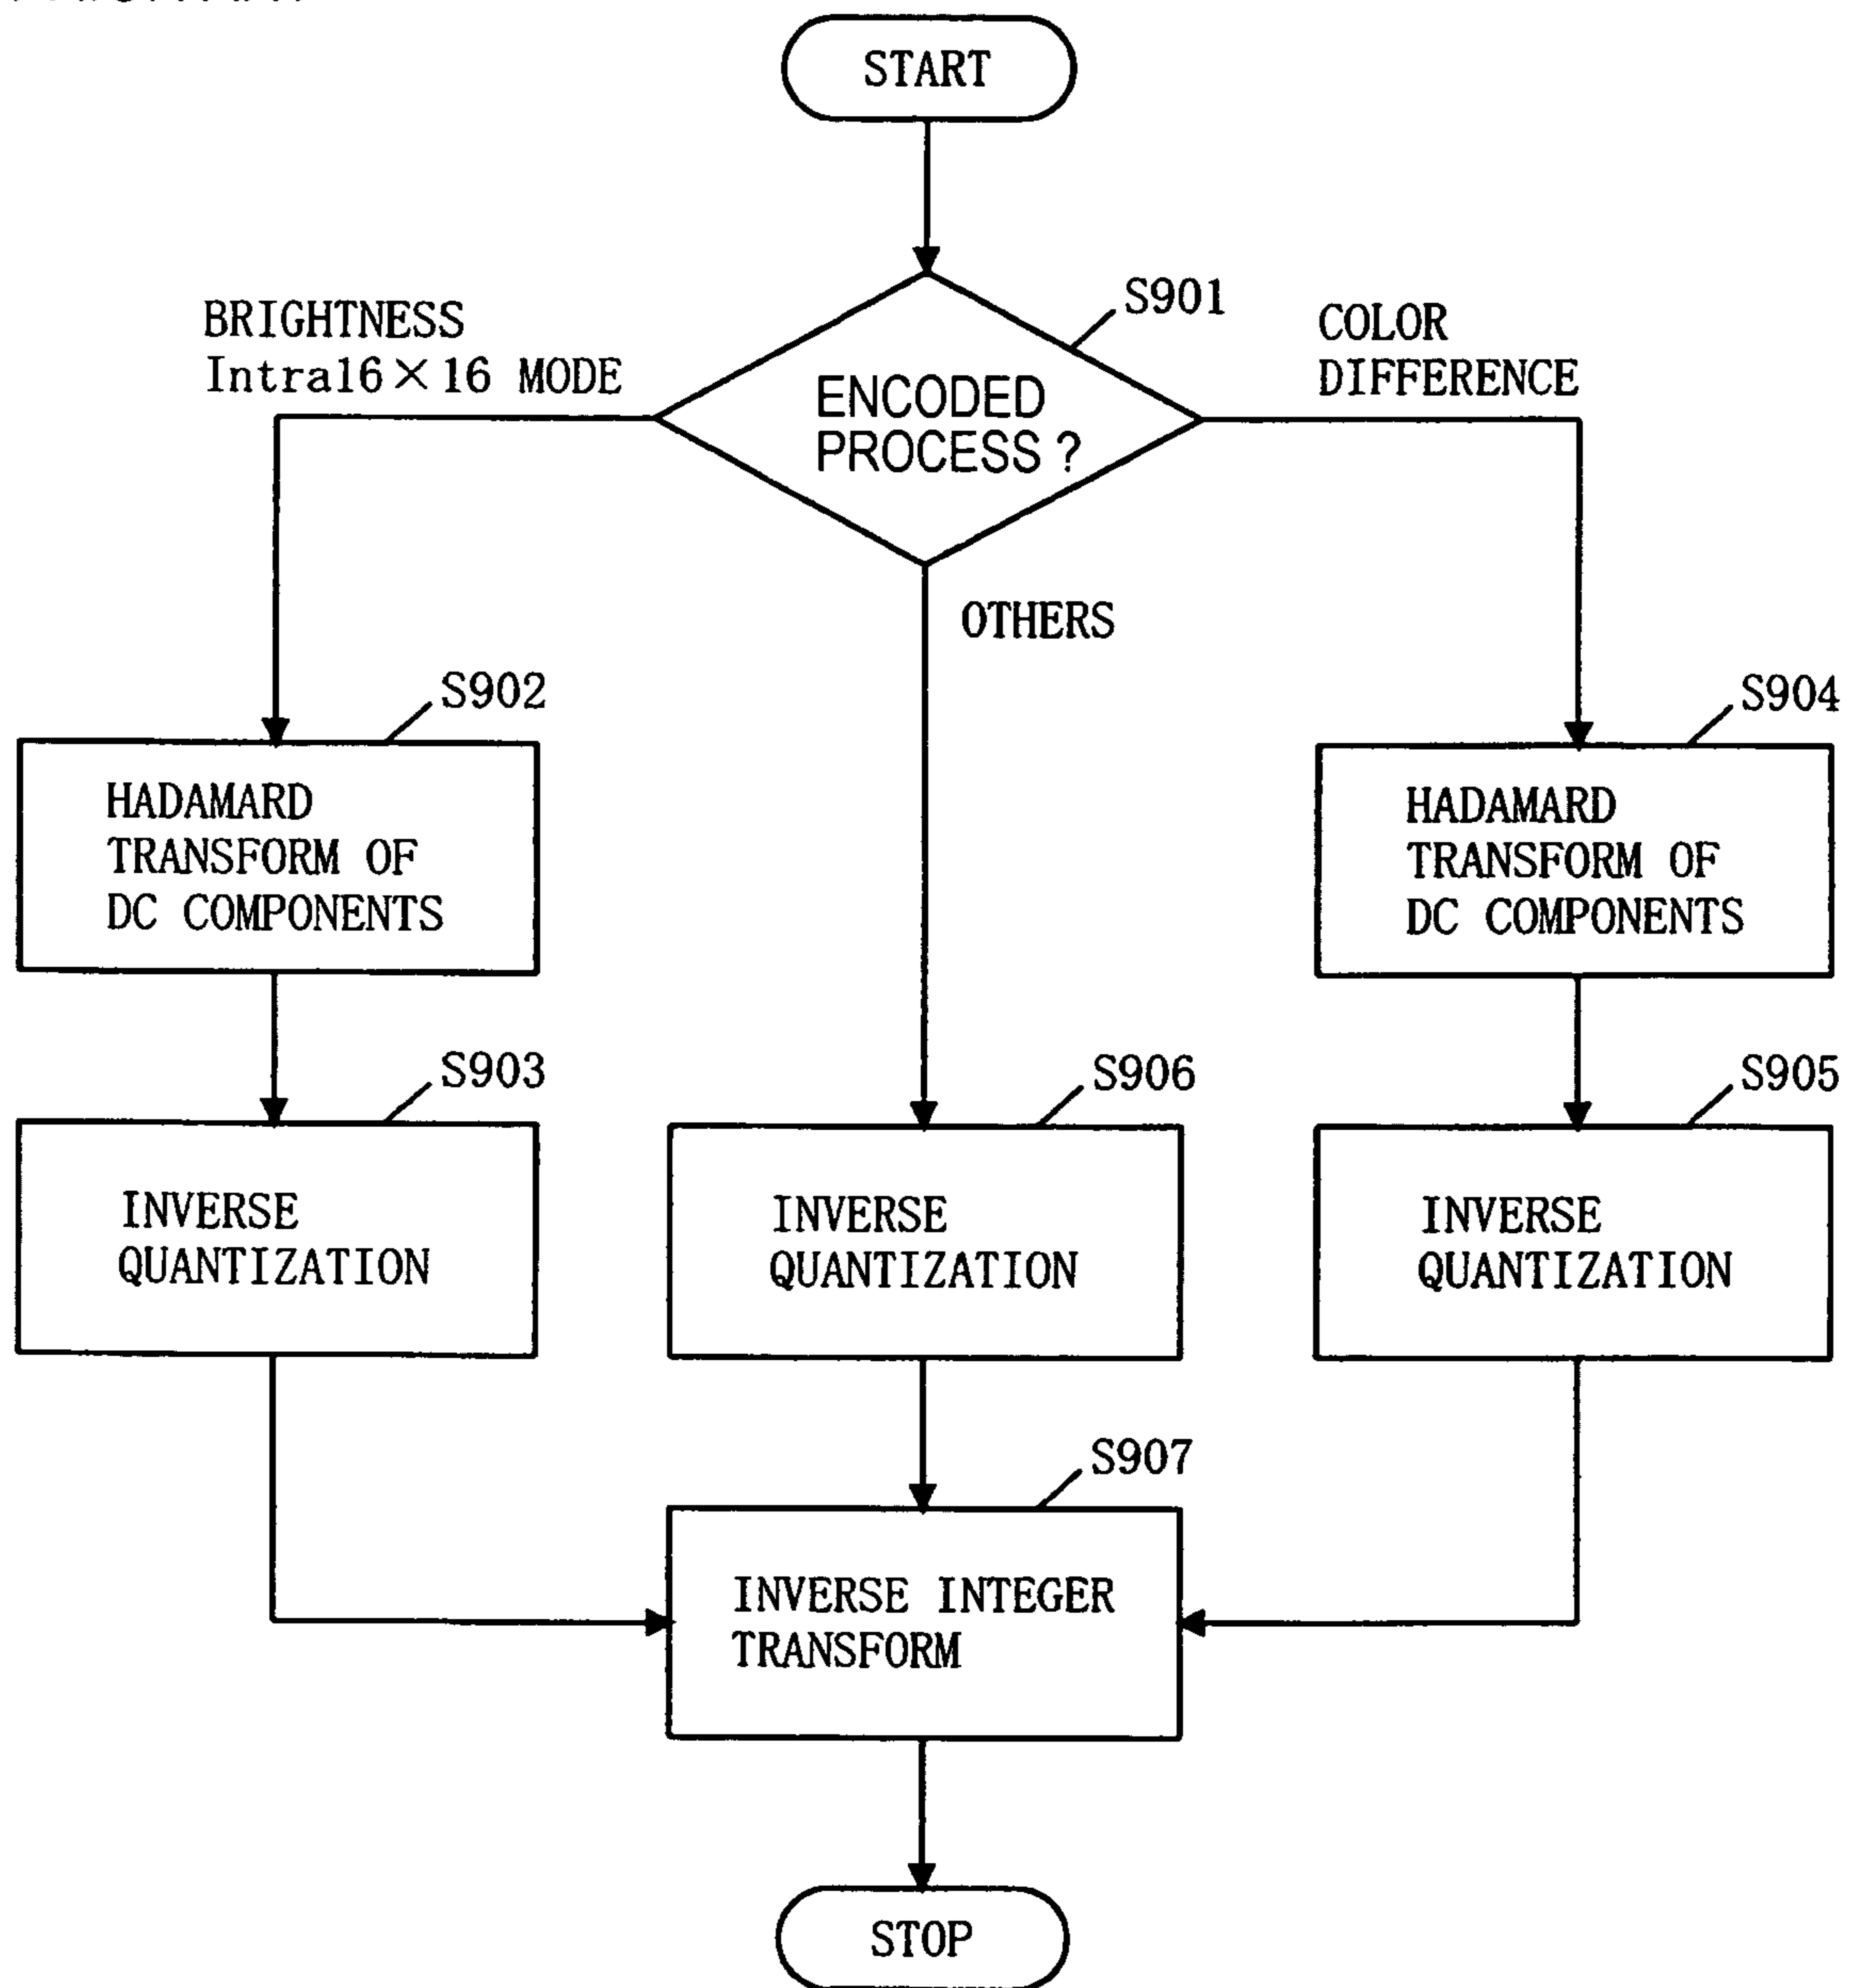 START
S901
BRIGHTNESS
Intra16×16 MODE
COLOR
DIFFERENCE
ENCODED
PROCESS ?
OTHERS
S902
S904
HADAMARD
TRANSFORM OF
DC COMPONENTS
HADAMARD
TRANSFORM OF
DC COMPONENTS
S903
S906
S905
INVERSE
QUANTIZATION
INVERSE
QUANTIZATION
INVERSE
QUANTIZATION
S907
INVERSE INTEGER
TRANSFORM
STOP